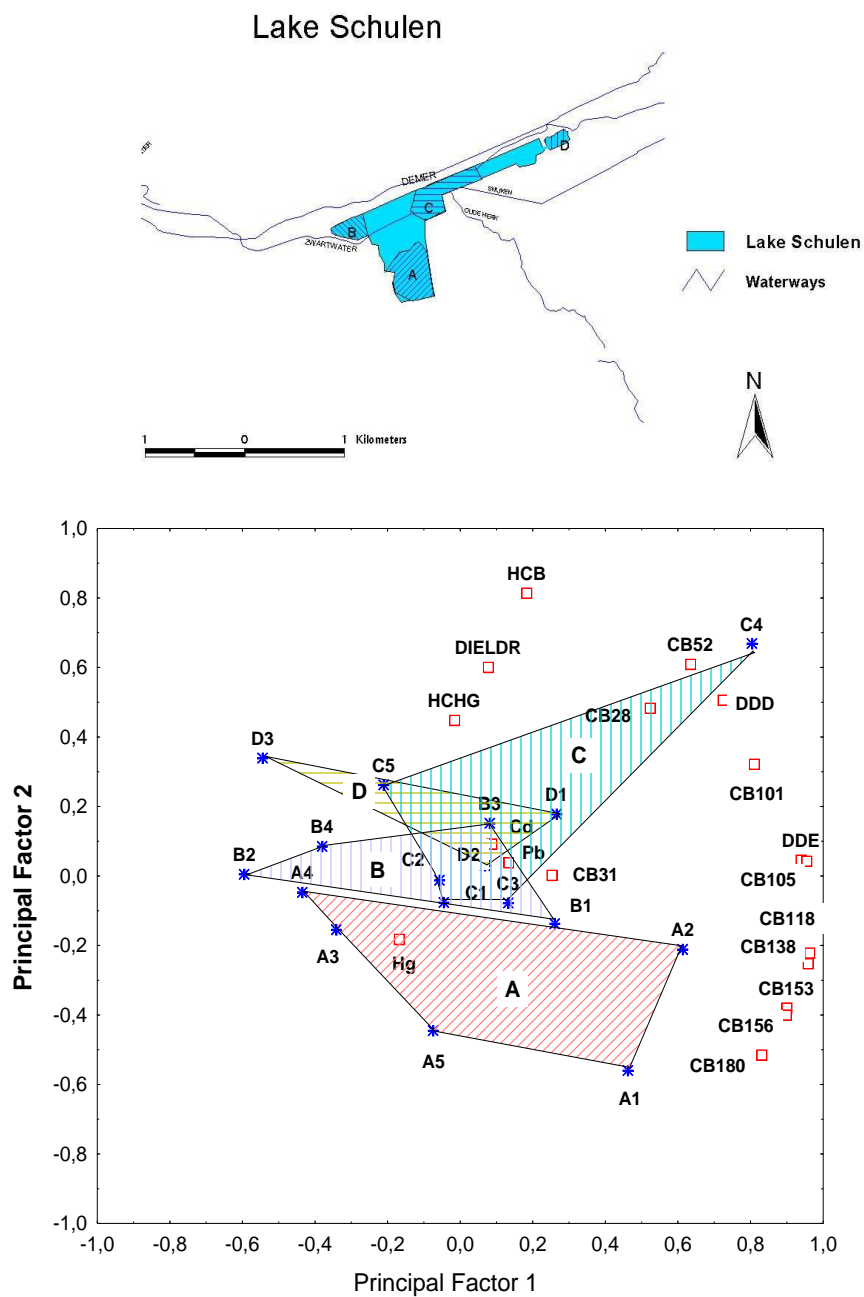 Lake Schulen
D
DEMER
SMIJKEN
C
OUDE HERK
B
ZWARTWATER
A
Lake Schulen
Waterways
N
1 0 1 Kilometers
1,0
0,8
0,6
0,4
0,2
0,0
-0,2
-0,4
-0,6
-0,8
-1,0
Principal Factor 2
HCB
C4
CB52
DIELDR
HCHG
CB28
DDD
D3
C5
C
CB101
D
B3
D1
B4
Cd
DDE
B2
C2
D2
Pb
A4
B
CB31
CB105
C1
C3
B1
A2
CB118
A3
Hg
CB138
A
CB153
CB156
A5
CB180
A1
-1,0 -0,8 -0,6 -0,4 -0,2 0,0 0,2 0,4 0,6 0,8 1,0
Principal Factor 1